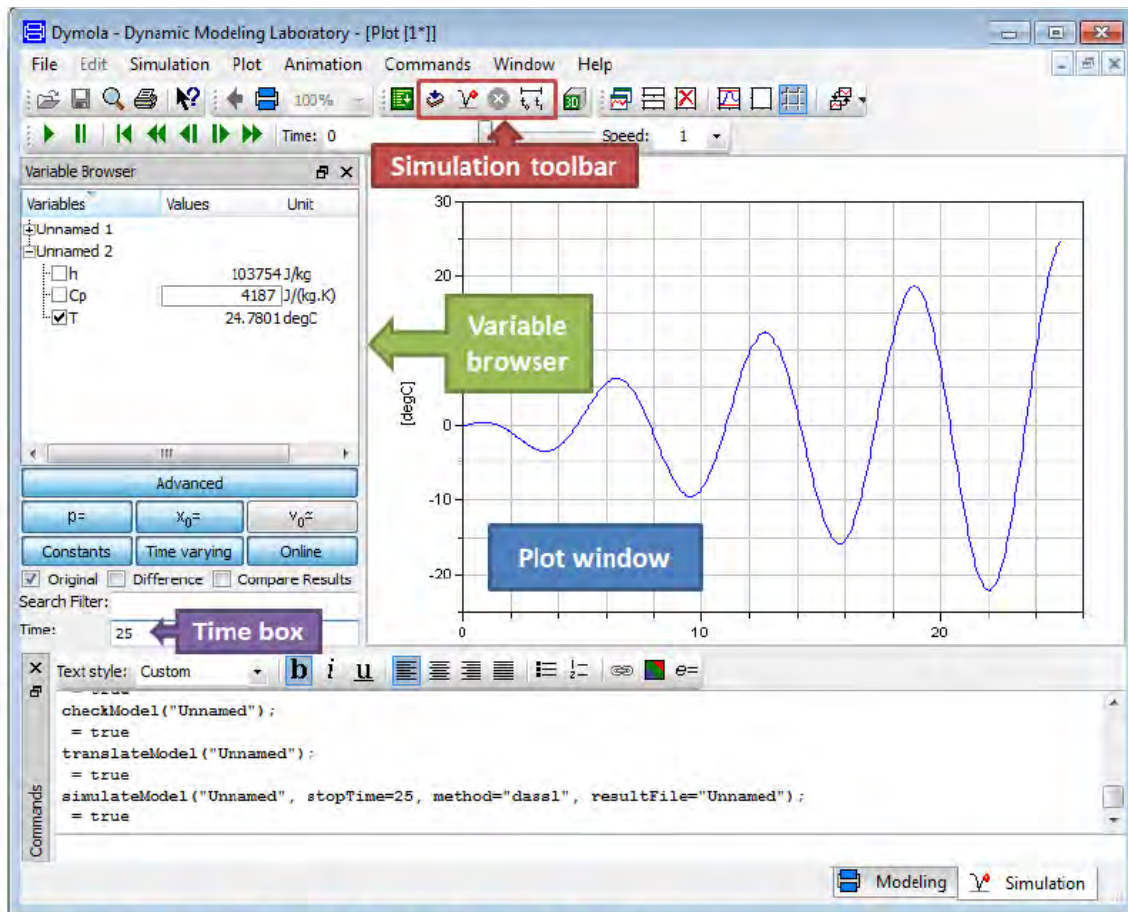 Dymola - Dynamic Modeling Laboratory - [Plot [1*]]
File Edit Simulation Plot Animation Commands Window Help
100%
3D
Time: 0 Speed: 1
Simulation toolbar
Variable Browser
Variables Values Unit
Unnamed 1
Unnamed 2
h 103754 J/kg
Cp 4187 J/(kg.K)
T 24.7801 degC
Variable
browser
Advanced
p= x0= v0=
Constants Time varying Online
Original Difference Compare Results
Search Filter:
Time: 25
Time box
30
20
0
-10
-20
[degC]
0 10 20
Plot window
Text style: Custom b i u e=
= true
checkModel("Unnamed");
= true
translateModel("Unnamed");
= true
simulateModel("Unnamed", stopTime=25, method="dassl", resultFile="Unnamed");
= true
Commands
Modeling Simulation